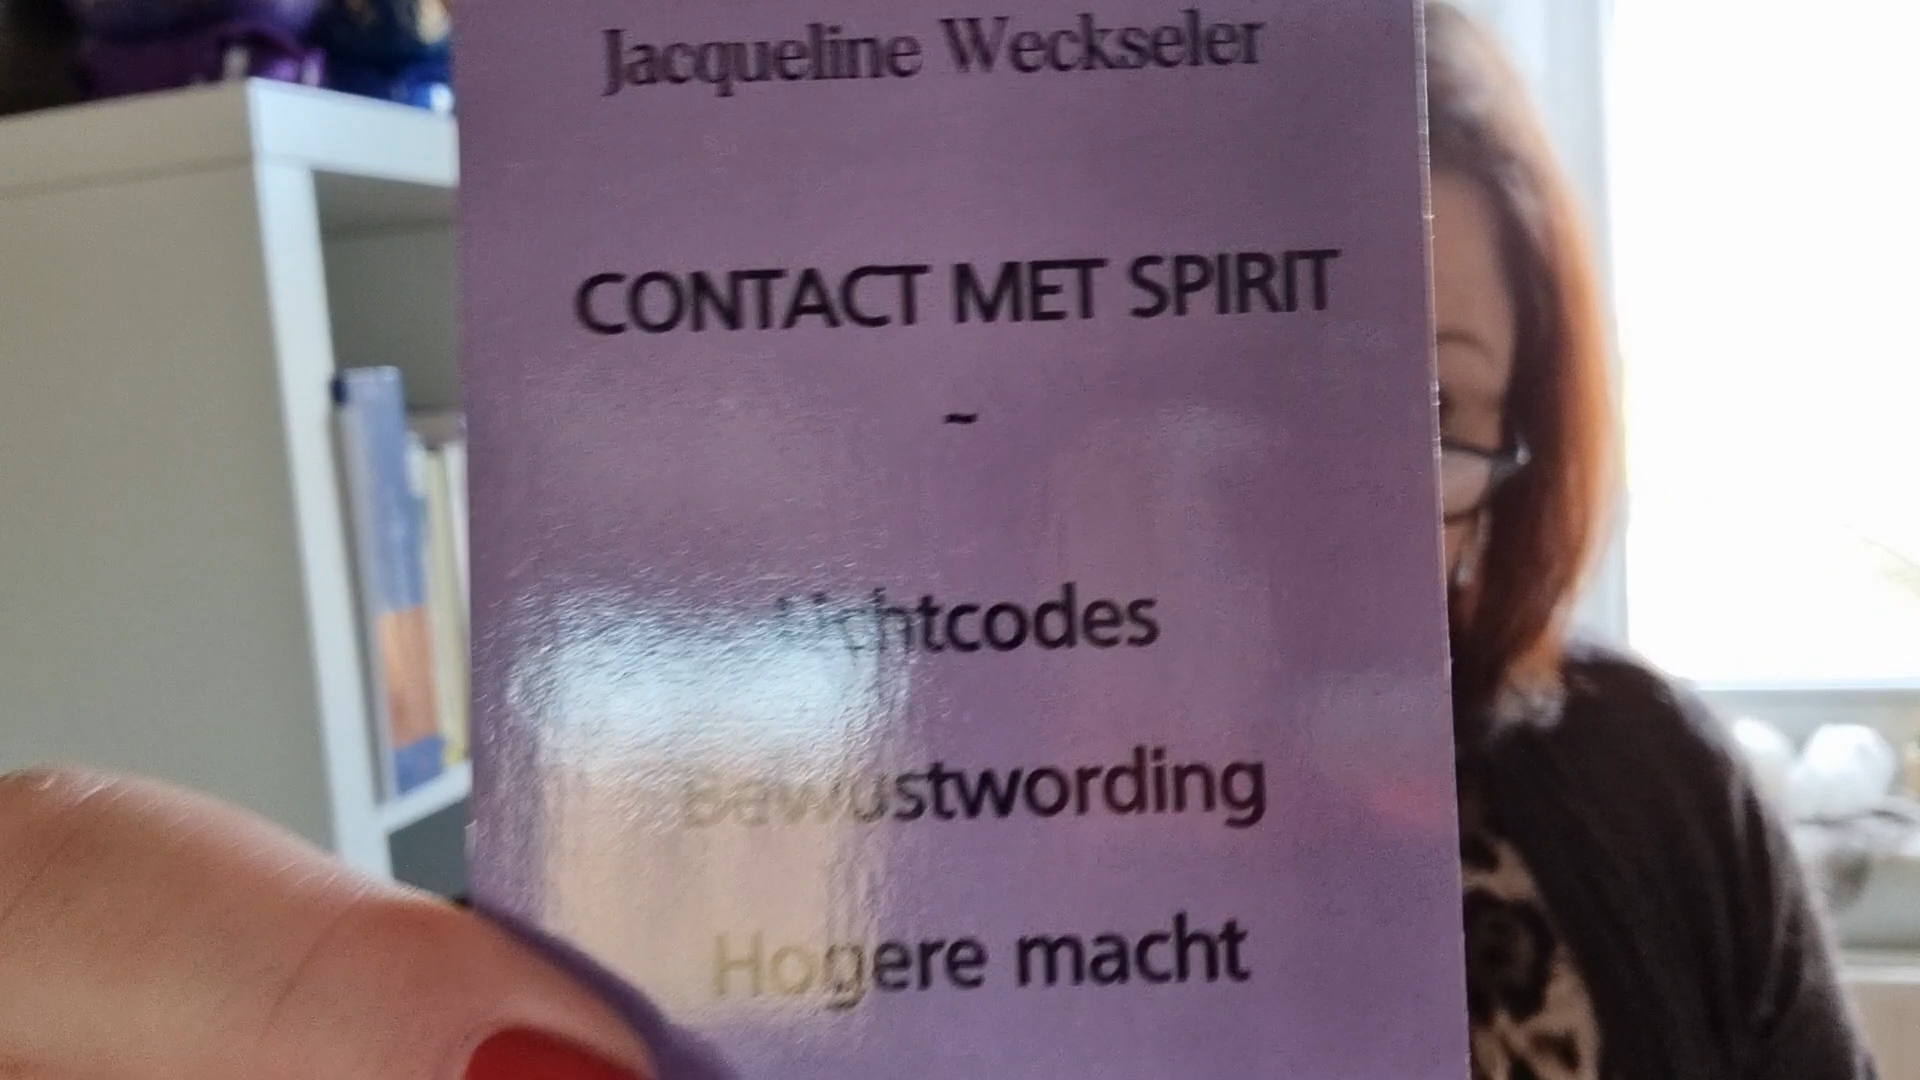 Jacqueline Weckseler
CONTACT MET SPIRIT
~
Lichtcodes
Bewustwording
Hogere macht